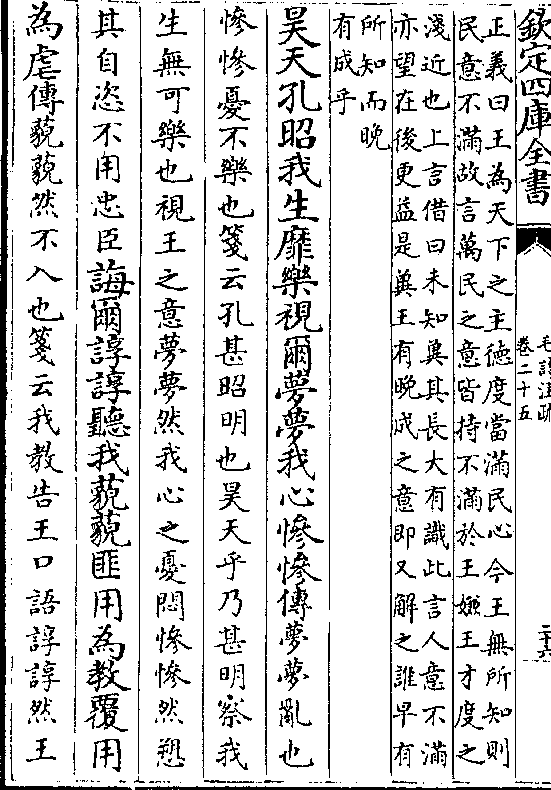 欽定四庫全書
毛詩注疏
卷二十五
二十六
正義曰王為天下之主德度當滿民心今王無所知則
民意不滿故言萬民之意皆持不滿於王嫌王才度之
淺近也上言借曰未知冀其長大有識此言人意不滿
亦望在後更益是冀王有晚成之意即又解之誰早有
所知而晩
有成乎
昊天孔昭我生靡樂視爾夢夢我心慘慘傳夢夢亂也
慘慘憂不樂也箋云孔甚昭明也昊天乎乃甚明察我
生無可樂也視王之意夢夢然我心之憂悶慘慘然愬
其自恣不用忠臣誨爾諄諄聽我藐藐匪用為教覆用
為虐傳藐藐然不入也箋云我教告王口語諄諄然王